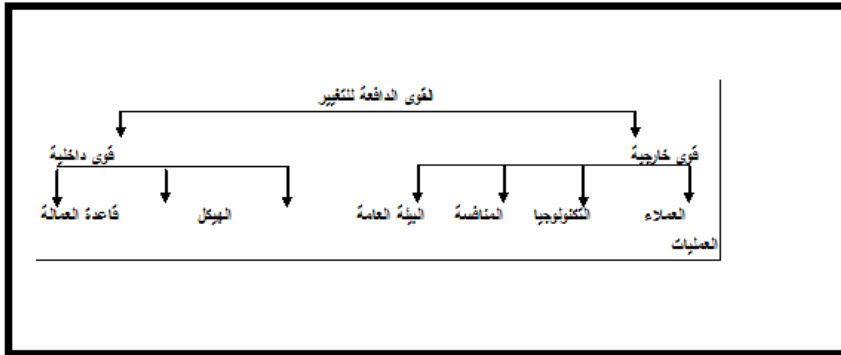 القوى الدافعة للتغيير
قوى خارجية قوى داخلية
العملاء التكنولوجيا المنافسة البيئة العامة الهيكل قاعدة العمالة
العمليات